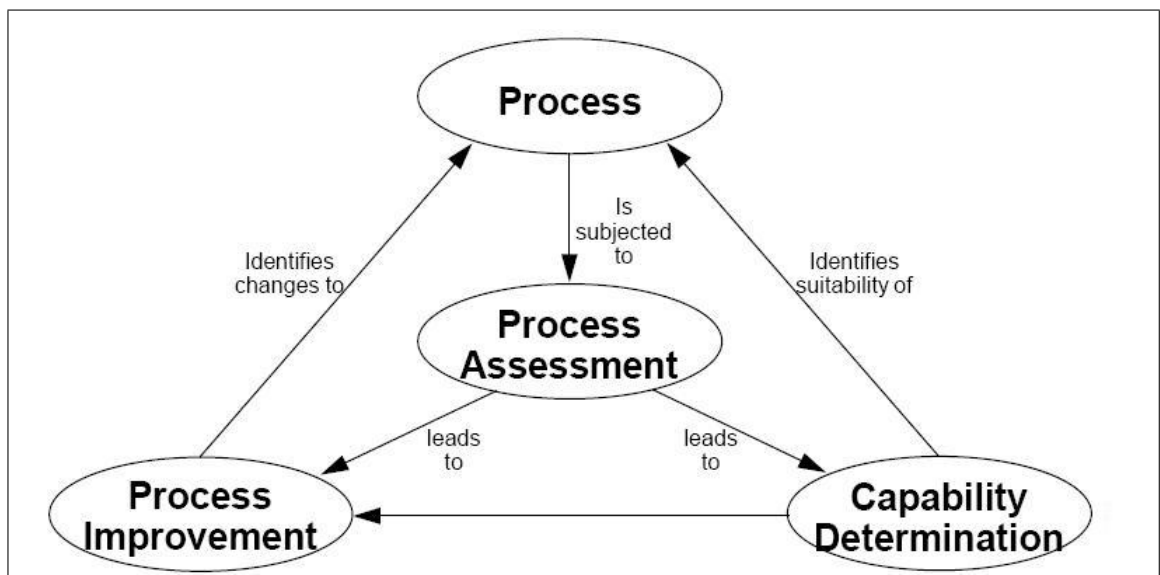 Process
Is
subjected
to
Identifies
changes to
Identifies
suitability of
Process
Assessment
leads
to
leads
to
Process
Improvement
Capability
Determination